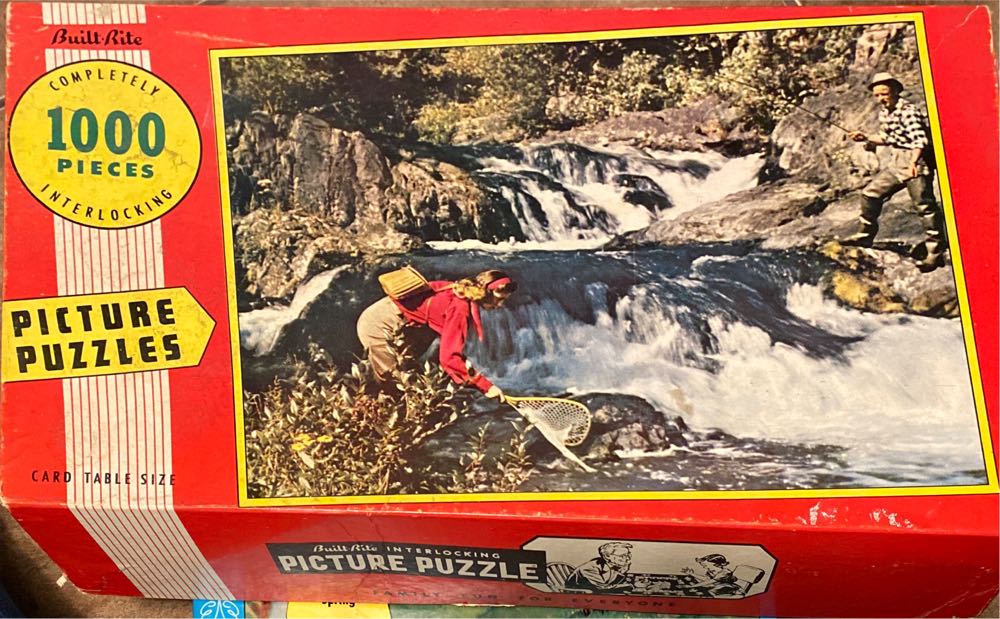 Built-Rite
COMPLETELY
1000
PIECES
INTERLOCKING
PICTURE
PUZZLES
CARD TABLE SIZE
Built-Rite INTERLOCKING
PICTURE PUZZLE
FAMILY FUN FOR EVERYONE
Spring